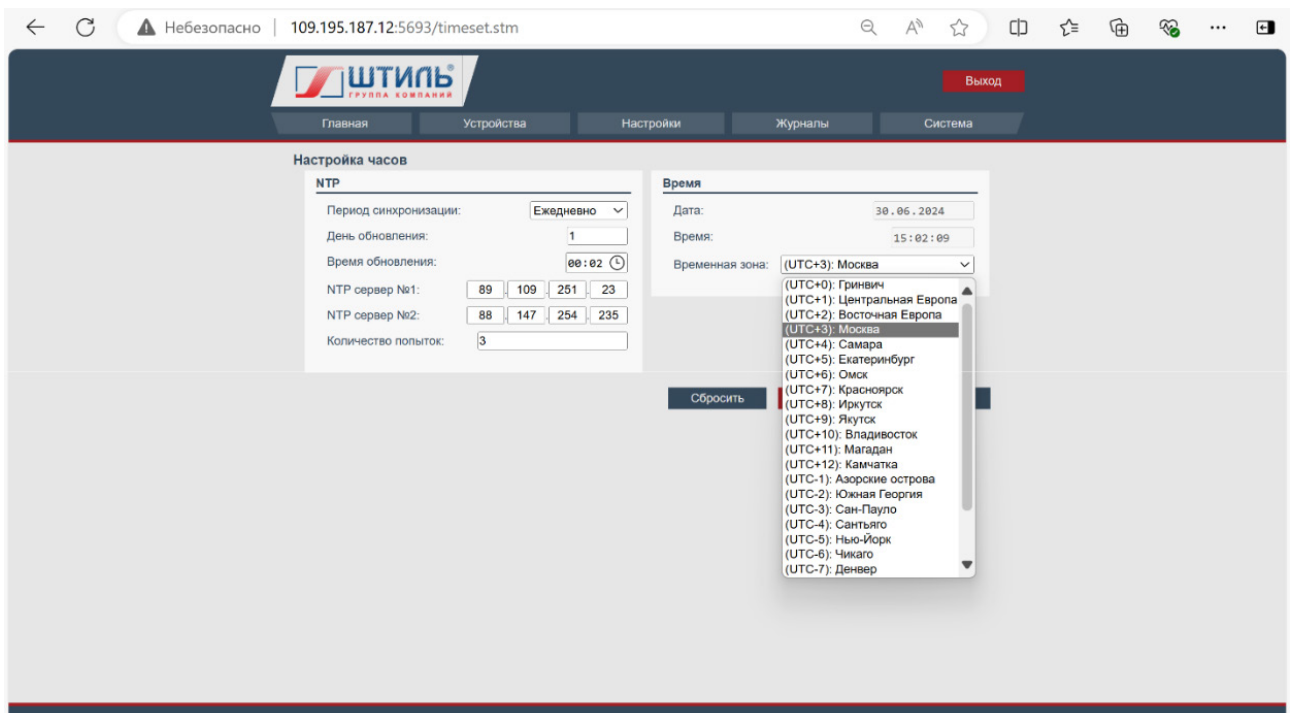 Небезопасно 109.195.187.12:5693/timeset.stm
ШТИЛЬ
ГРУППА КОМПАНИЙ
Выход
Главная Устройства Настройки Журналы Система
Настройка часов
NTP
Период синхронизации: Ежедневно
День обновления: 1
Время обновления: 00:02
NTP сервер №1: 89 . 109 . 251 . 23
NTP сервер №2: 88 . 147 . 254 . 235
Количество попыток: 3
Время
Дата: 30.06.2024
Время: 15:02:09
Временная зона: (UTC+3): Москва
(UTC+0): Гринвич
(UTC+1): Центральная Европа
(UTC+2): Восточная Европа
(UTC+3): Москва
(UTC+4): Самара
(UTC+5): Екатеринбург
(UTC+6): Омск
(UTC+7): Красноярск
(UTC+8): Иркутск
(UTC+9): Якутск
(UTC+10): Владивосток
(UTC+11): Магадан
(UTC+12): Камчатка
(UTC-1): Азорские острова
(UTC-2): Южная Георгия
(UTC-3): Сан-Пауло
(UTC-4): Сантьяго
(UTC-5): Нью-Йорк
(UTC-6): Чикаго
(UTC-7): Денвер
Сбросить